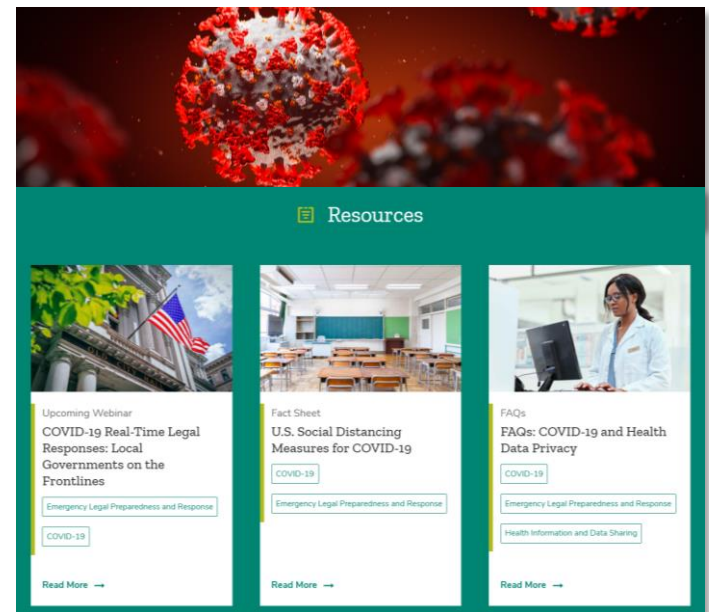 Resources
Upcoming Webinar
COVID-19 Real-Time Legal
Responses: Local
Governments on the
Frontlines
Emergency Legal Preparedness and Response
COVID-19
Read More →
Fact Sheet
U.S. Social Distancing
Measures for COVID-19
COVID-19
Emergency Legal Preparedness and Response
Read More →
FAQs
FAQs: COVID-19 and Health
Data Privacy
COVID-19
Emergency Legal Preparedness and Response
Health Information and Data Sharing
Read More →